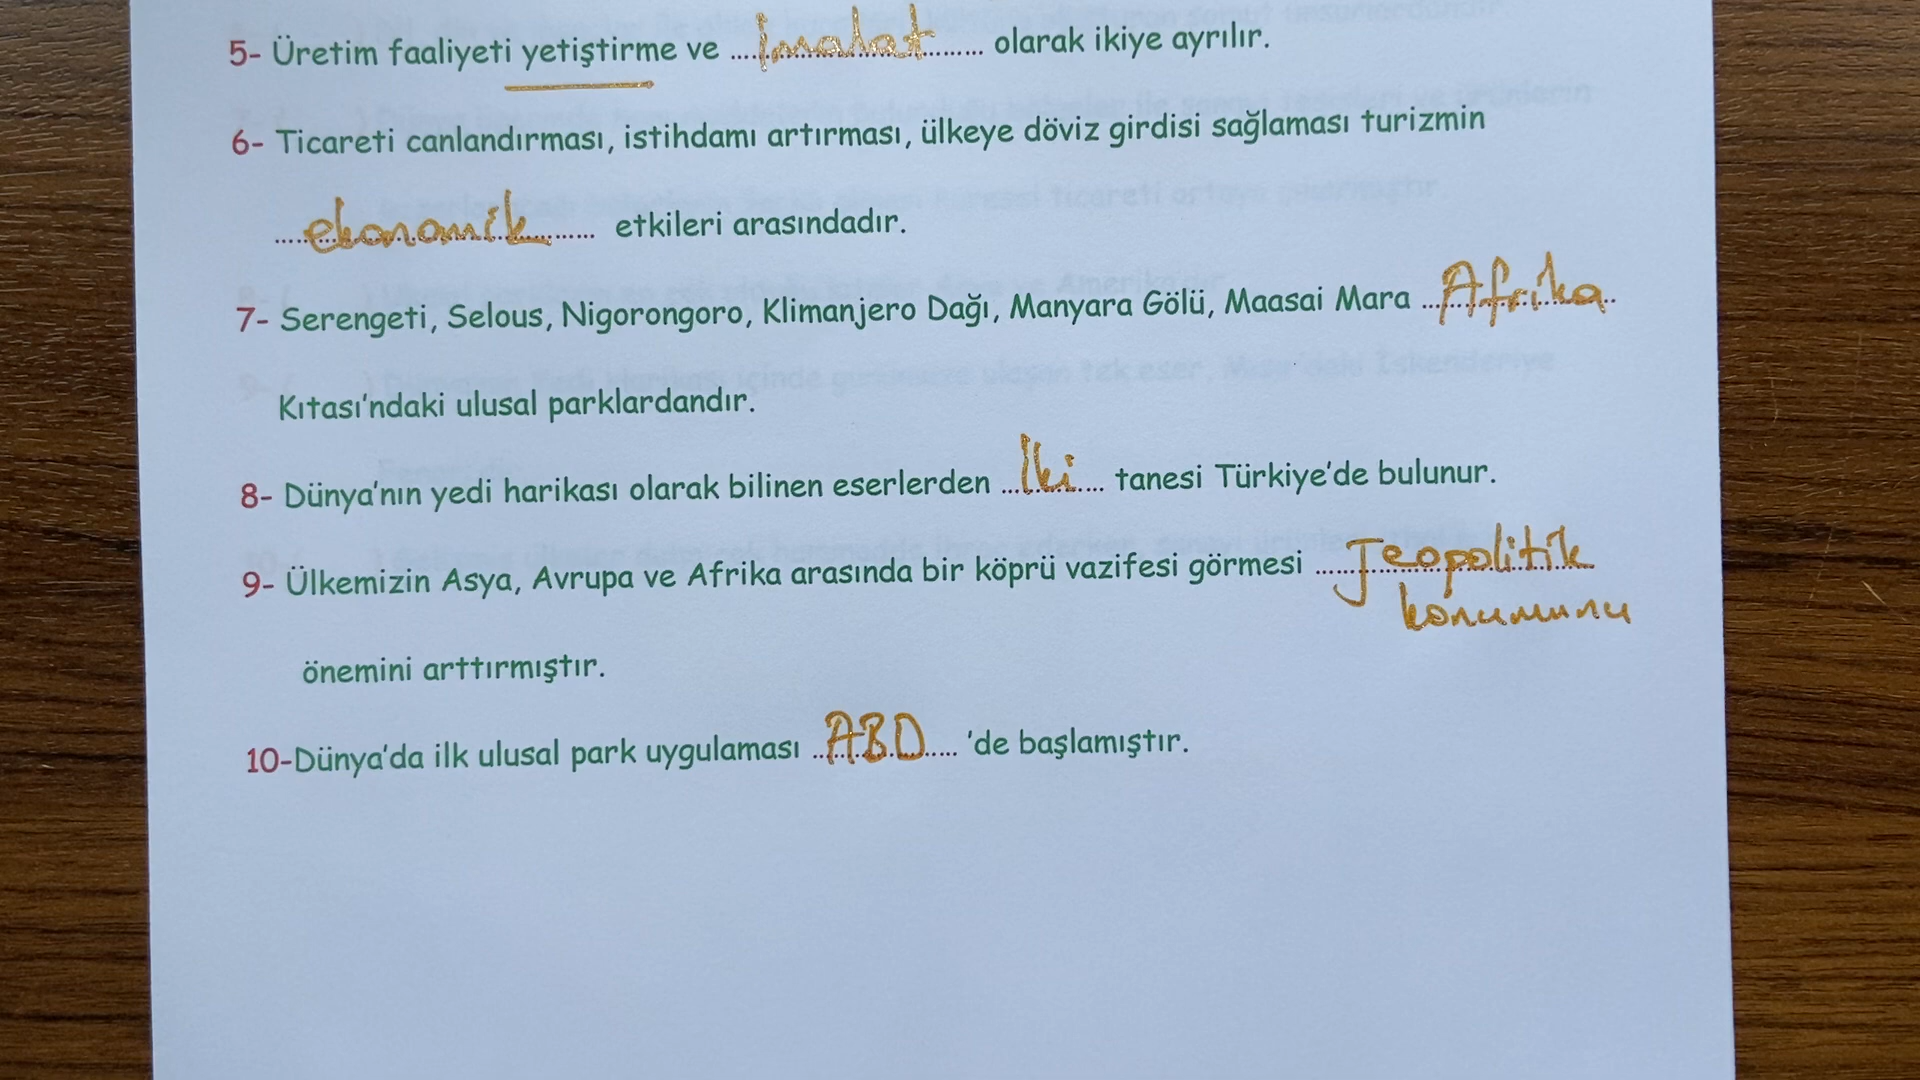 5- Üretim faaliyeti yetiştirme ve ....imalat........ olarak ikiye ayrılır.
6- Ticareti canlandırması, istihdamı artırması, ülkeye döviz girdisi sağlaması turizmin
.....ekonomik....... etkileri arasındadır.
7- Serengeti, Selous, Nigorongoro, Klimanjero Dağı, Manyara Gölü, Maasai Mara ...Afrika..
Kıtası'ndaki ulusal parklardandır.
8- Dünya'nın yedi harikası olarak bilinen eserlerden ...İki.... tanesi Türkiye'de bulunur.
9- Ülkemizin Asya, Avrupa ve Afrika arasında bir köprü vazifesi görmesi ......Jeopolitik
konumunu
önemini arttırmıştır.
10-Dünya'da ilk ulusal park uygulaması ..ABD..... 'de başlamıştır.